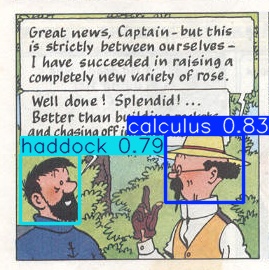 Great news, Captain - but this
is strictly between ourselves -
I have succeeded in raising a
completely new variety of rose.
Well done! Splendid! ...
Better than
and chasing off
calculus 0.83
haddock 0.79